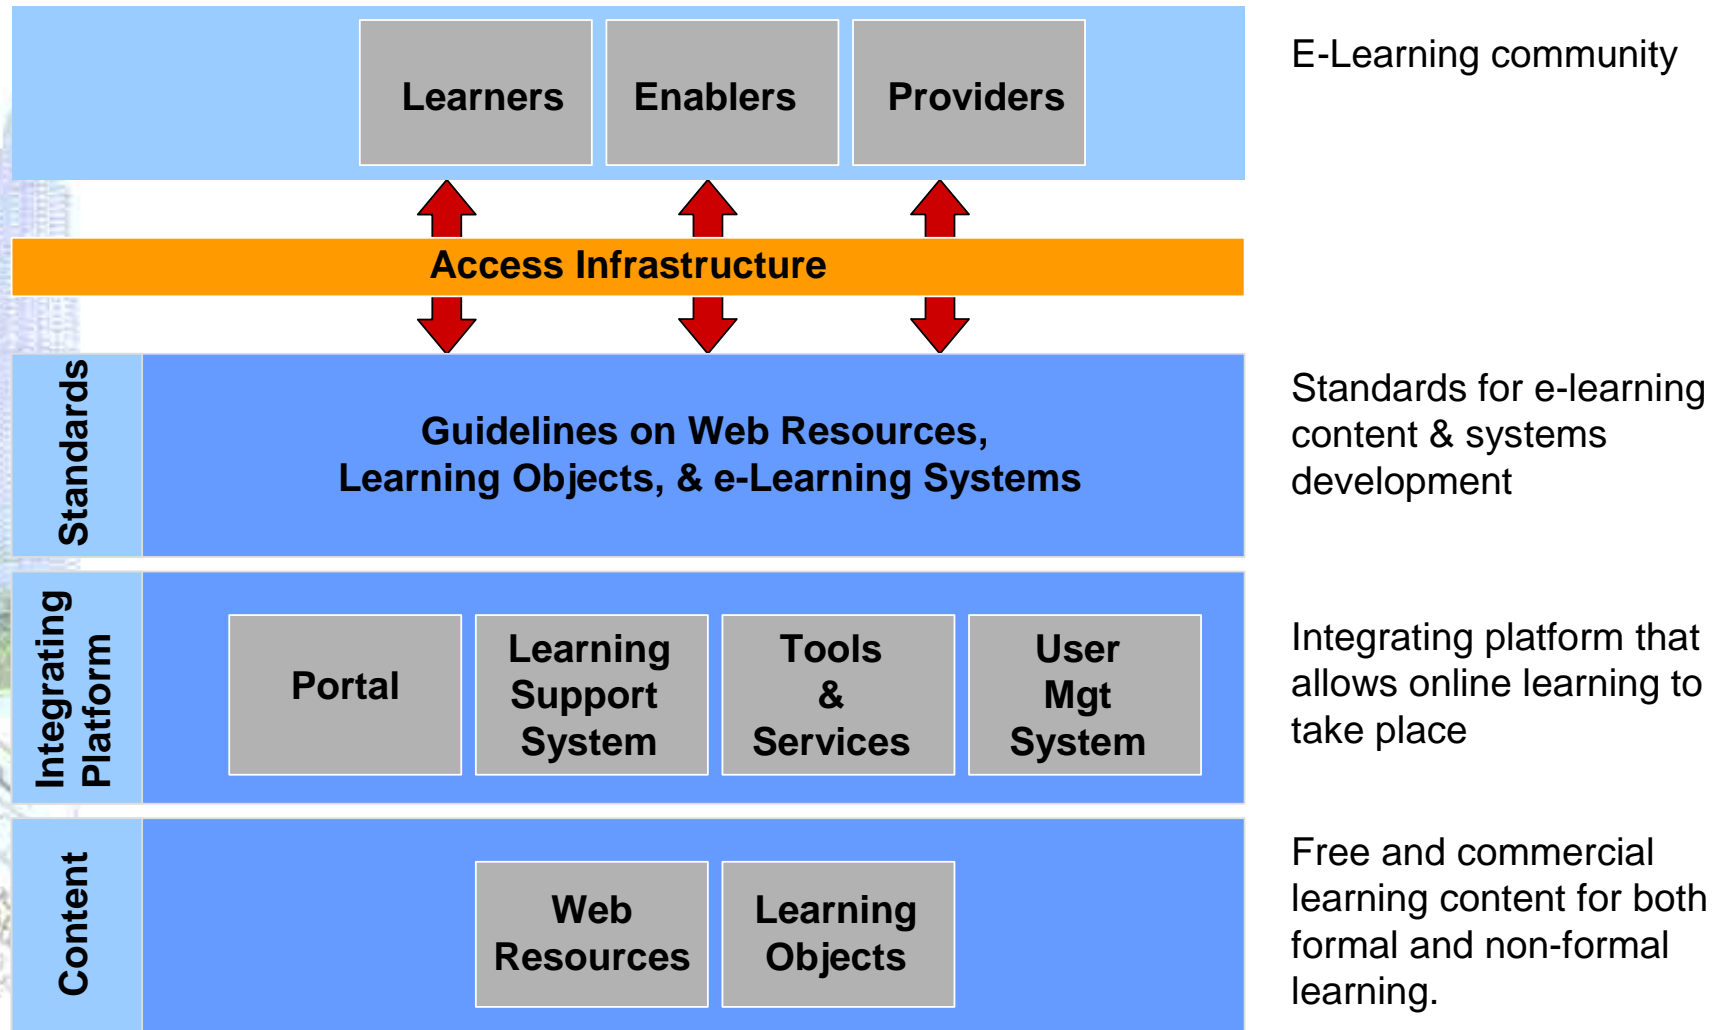 Learners
Enablers
Providers
E-Learning community
Access Infrastructure
Standards
Guidelines on Web Resources,
Learning Objects, & e-Learning Systems
Standards for e-learning
content & systems
development
Integrating
Platform
Portal
Learning
Support
System
Tools
&
Services
User
Mgt
System
Integrating platform that
allows online learning to
take place
Content
Web
Resources
Learning
Objects
Free and commercial
learning content for both
formal and non-formal
learning.